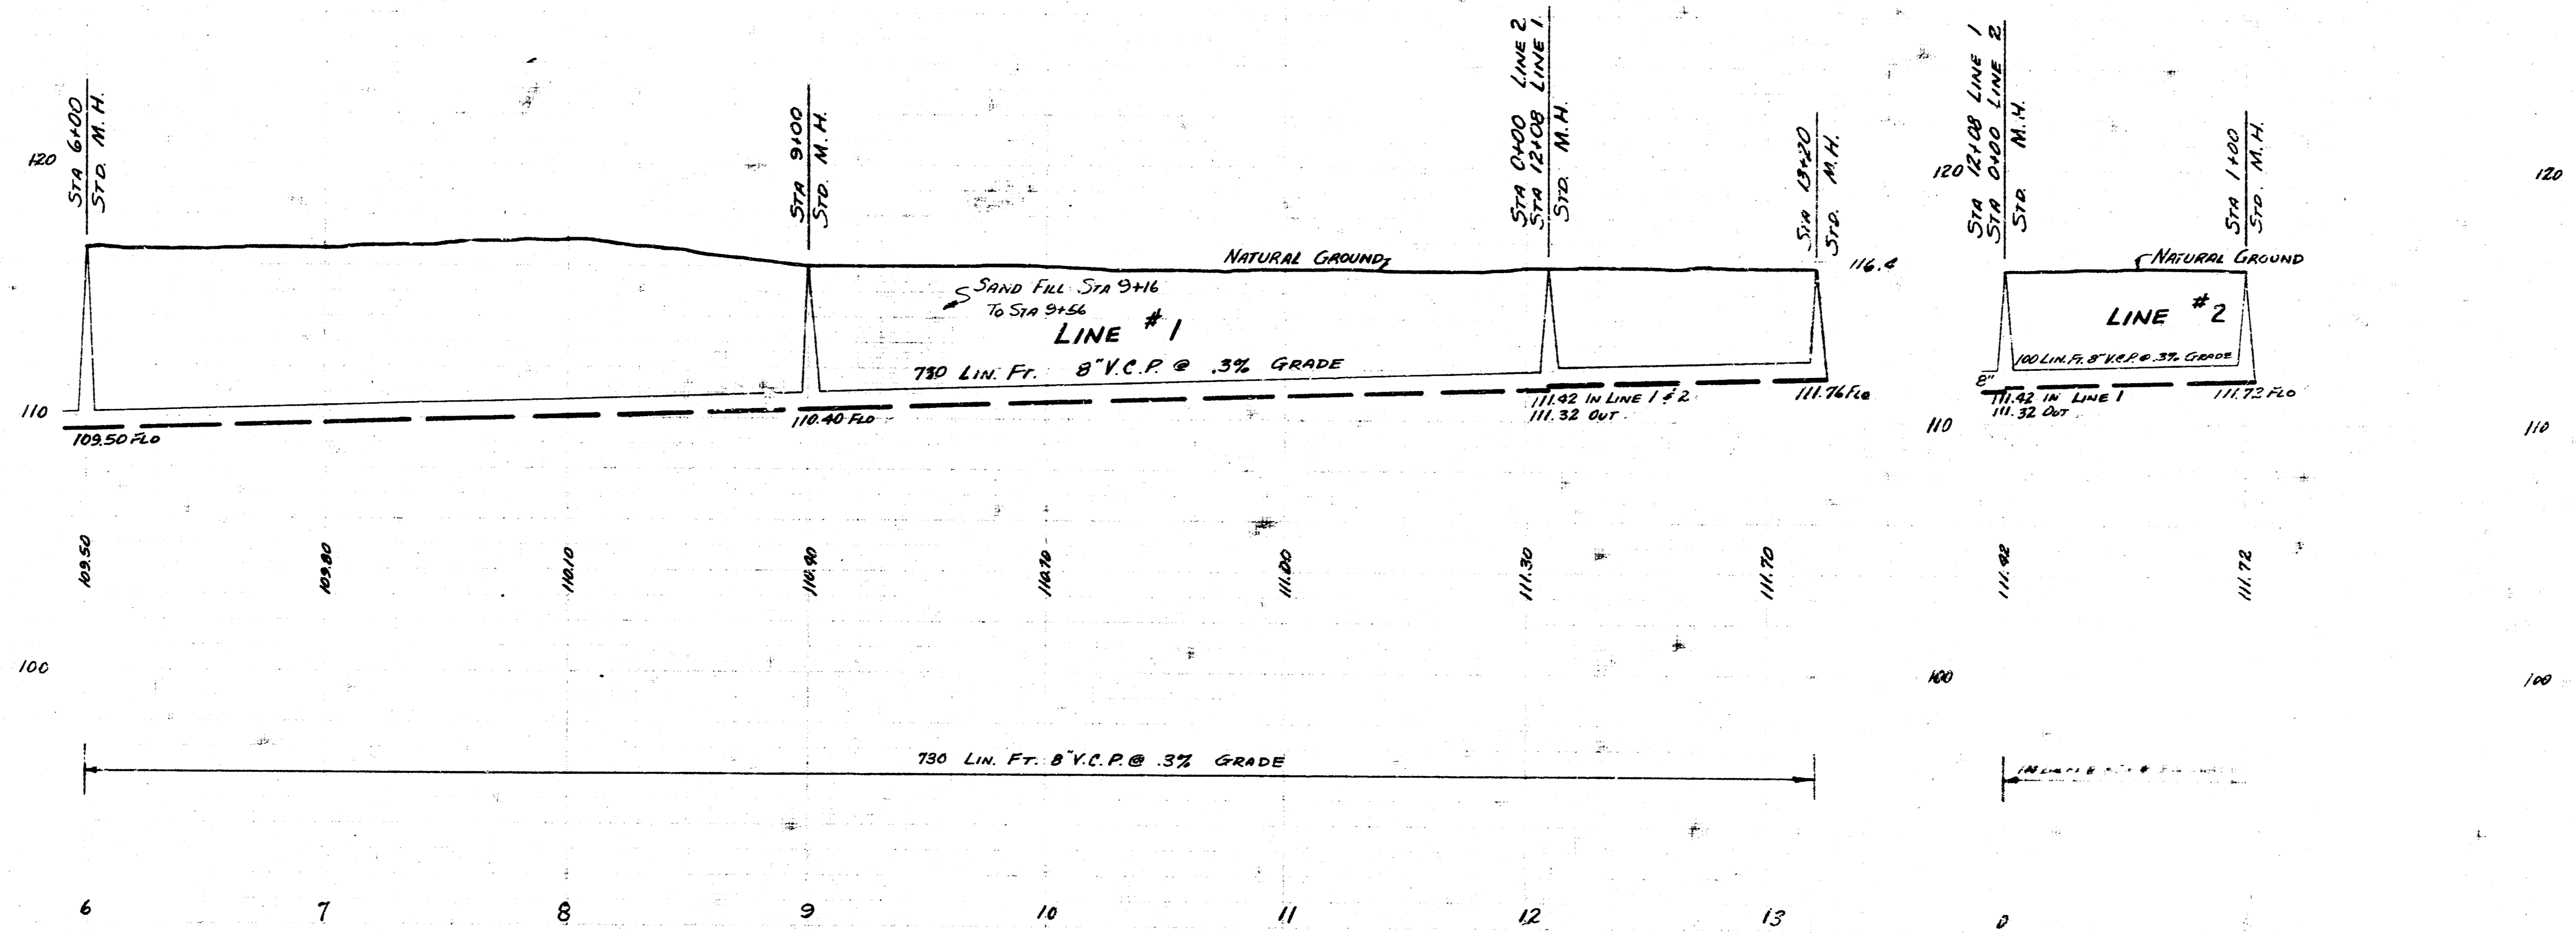 STA 6+00
STD. M. H.
STA 9+00
STD. M. H.
STA 0+00 LINE 2
STA 12+08 LINE 1
STD. M.H.
STA 13+20
STD. M.H.
STA 12+08 LINE 1
STA 0+00 LINE 2
STD. M.H.
STA 1+00
STD. M.H.
120
120
120
NATURAL GROUND
116.4
NATURAL GROUND
SAND FILL STA 9+16
TO STA 9+56
LINE #1
LINE #2
730 LIN. FT. 8" V.C.P. @ .3% GRADE
100 LIN. FT. 8" V.C.P. @ .3% GRADE
8"
110
109.50 FLO
110.40 FLO
111.42 IN LINE 1 & 2
111.32 OUT
111.76 FLO
110
111.42 IN LINE 1
111.32 OUT
111.72 FLO
110
109.50
109.80
110.10
110.40
110.70
111.00
111.30
111.70
111.42
111.72
100
100
100
730 LIN. FT. 8" V.C.P. @ .3% GRADE
6
7
8
9
10
11
12
13
0